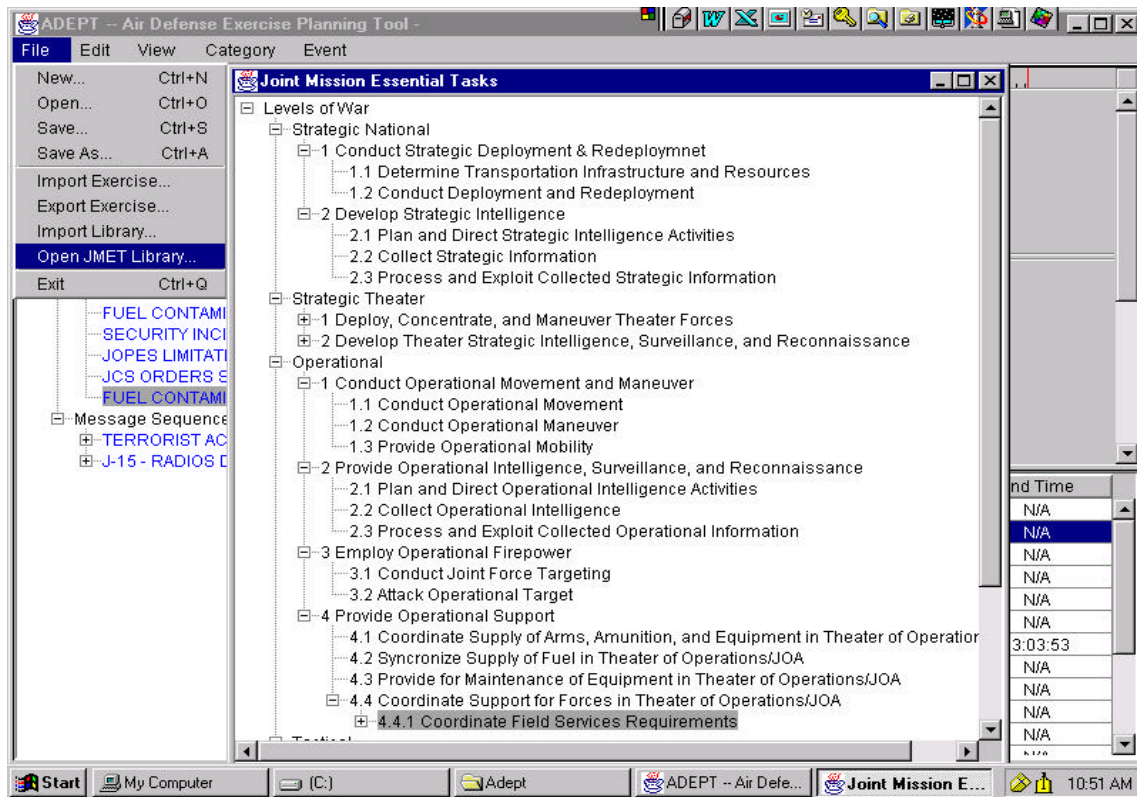 ADEPT -- Air Defense Exercise Planning Tool -
File Edit View Category Event
New... Ctrl+N
Open... Ctrl+O
Save... Ctrl+S
Save As... Ctrl+A
Import Exercise...
Export Exercise...
Import Library...
Open JMET Library...
Exit Ctrl+Q
FUEL CONTAMI
SECURITY INCI
JOPES LIMITATI
JCS ORDERS S
FUEL CONTAMI
Message Sequence
TERRORIST AC
J-15 - RADIOS D
Joint Mission Essential Tasks
Levels of War
Strategic National
1 Conduct Strategic Deployment & Redeploymnet
1.1 Determine Transportation Infrastructure and Resources
1.2 Conduct Deployment and Redeployment
2 Develop Strategic Intelligence
2.1 Plan and Direct Strategic Intelligence Activities
2.2 Collect Strategic Information
2.3 Process and Exploit Collected Strategic Information
Strategic Theater
1 Deploy, Concentrate, and Maneuver Theater Forces
2 Develop Theater Strategic Intelligence, Surveillance, and Reconnaissance
Operational
1 Conduct Operational Movement and Maneuver
1.1 Conduct Operational Movement
1.2 Conduct Operational Maneuver
1.3 Provide Operational Mobility
2 Provide Operational Intelligence, Surveillance, and Reconnaissance
2.1 Plan and Direct Operational Intelligence Activities
2.2 Collect Operational Intelligence
2.3 Process and Exploit Collected Operational Information
3 Employ Operational Firepower
3.1 Conduct Joint Force Targeting
3.2 Attack Operational Target
4 Provide Operational Support
4.1 Coordinate Supply of Arms, Amunition, and Equipment in Theater of Operation
4.2 Syncronize Supply of Fuel in Theater of Operations/JOA
4.3 Provide for Maintenance of Equipment in Theater of Operations/JOA
4.4 Coordinate Support for Forces in Theater of Operations/JOA
4.4.1 Coordinate Field Services Requirements
Tactical
nd Time
N/A
N/A
N/A
N/A
N/A
N/A
3:03:53
N/A
N/A
N/A
N/A
N/A
Start My Computer (C:) Adept ADEPT -- Air Defe... Joint Mission E... 10:51 AM